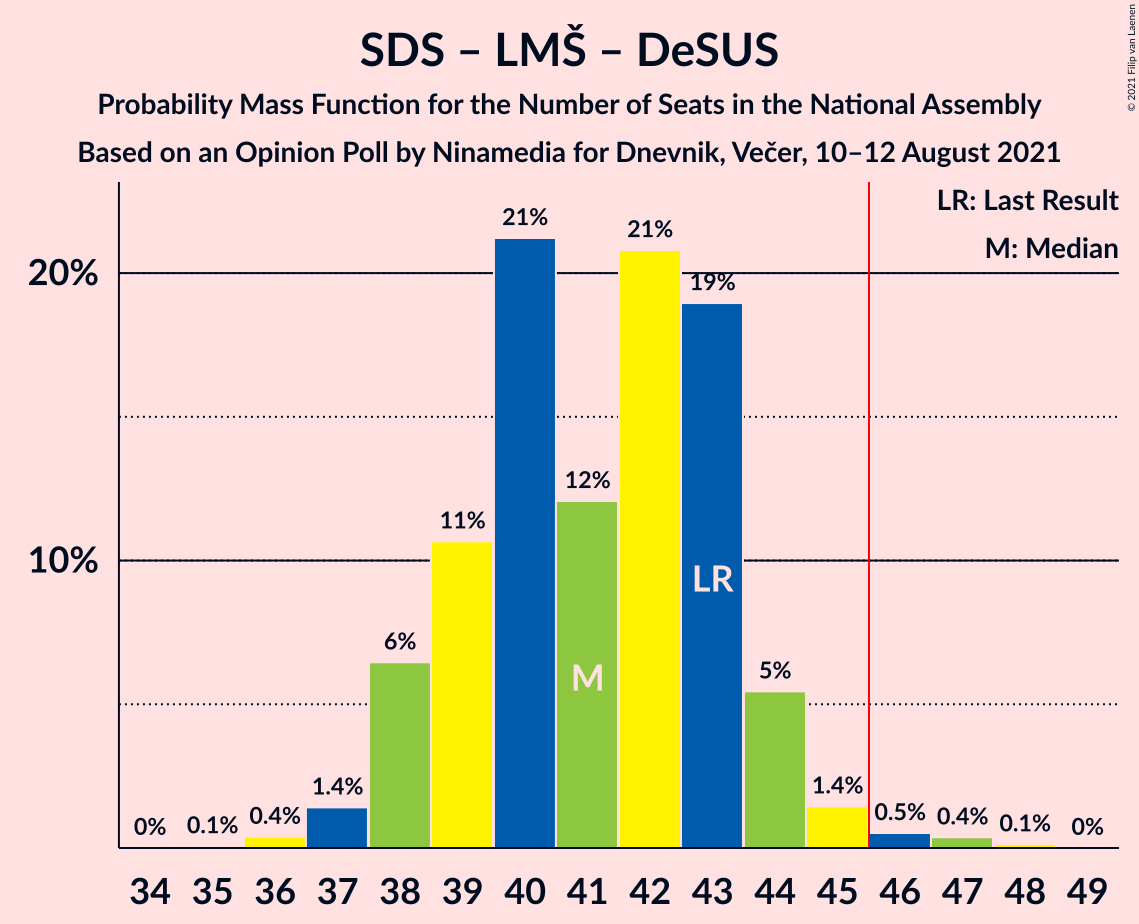 SDS – LMŠ – DeSUS
Probability Mass Function for the Number of Seats in the National Assembly
Based on an Opinion Poll by Ninamedia for Dnevnik, Večer, 10–12 August 2021
© 2021 Filip van Laenen
LR: Last Result
M: Median
20%
10%
0%
0.1%
0.4%
1.4%
6%
11%
21%
12%
21%
19%
5%
1.4%
0.5%
0.4%
0.1%
0%
M
LR
34 35 36 37 38 39 40 41 42 43 44 45 46 47 48 49